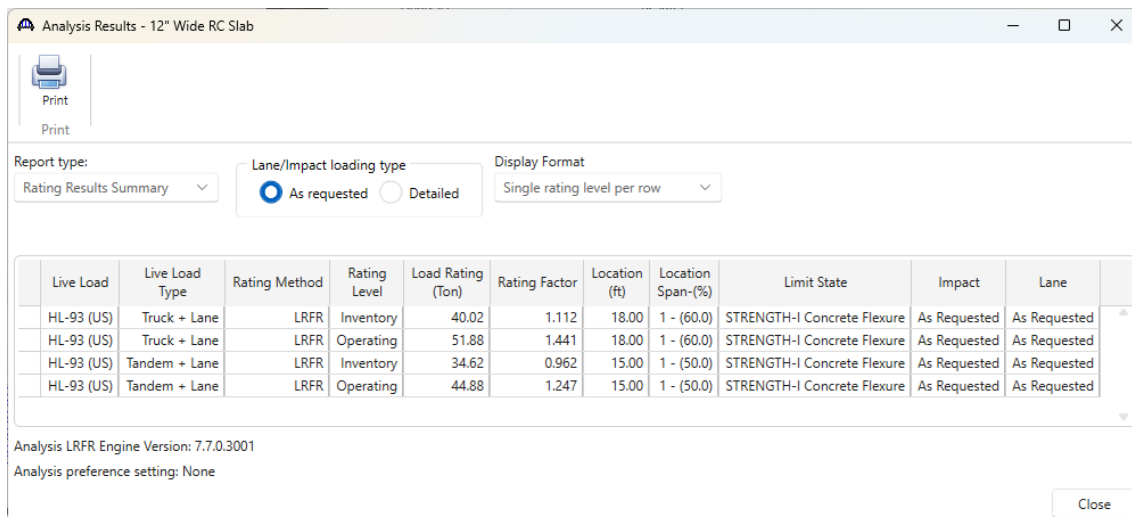 Analysis Results - 12" Wide RC Slab
Print
Print
Report type:
Lane/Impact loading type
Display Format
Rating Results Summary
As requested
Detailed
Single rating level per row
Live Load Live Load Type Rating Method Rating Level Load Rating (Ton) Rating Factor Location (ft) Location Span-(%) Limit State Impact Lane
HL-93 (US) Truck + Lane LRFR Inventory 40.02 1.112 18.00 1 - (60.0) STRENGTH-I Concrete Flexure As Requested As Requested
HL-93 (US) Truck + Lane LRFR Operating 51.88 1.441 18.00 1 - (60.0) STRENGTH-I Concrete Flexure As Requested As Requested
HL-93 (US) Tandem + Lane LRFR Inventory 34.62 0.962 15.00 1 - (50.0) STRENGTH-I Concrete Flexure As Requested As Requested
HL-93 (US) Tandem + Lane LRFR Operating 44.88 1.247 15.00 1 - (50.0) STRENGTH-I Concrete Flexure As Requested As Requested
Analysis LRFR Engine Version: 7.7.0.3001
Analysis preference setting: None
Close